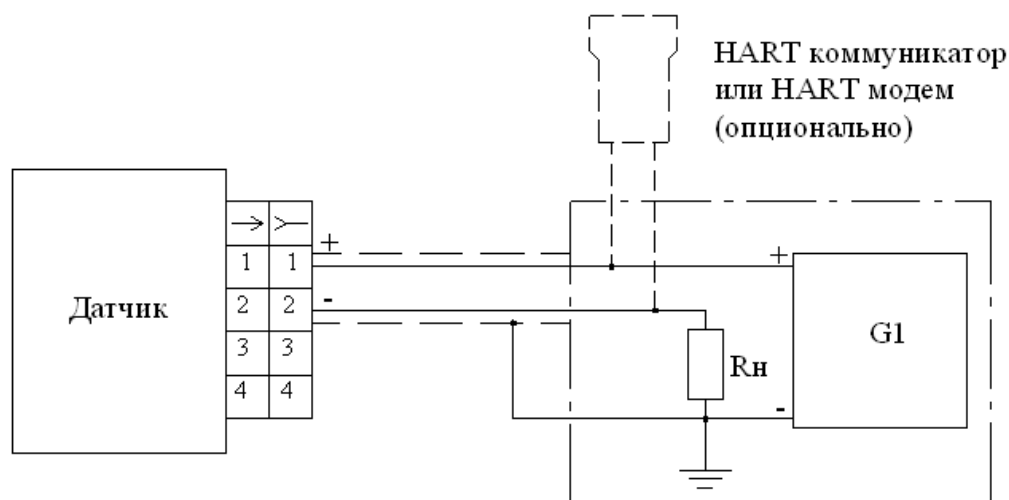 HART коммуникатор
или HART модем
(опционально)
Датчик
+
1 1
-
2 2
3 3
4 4
+
G1
Rн
-